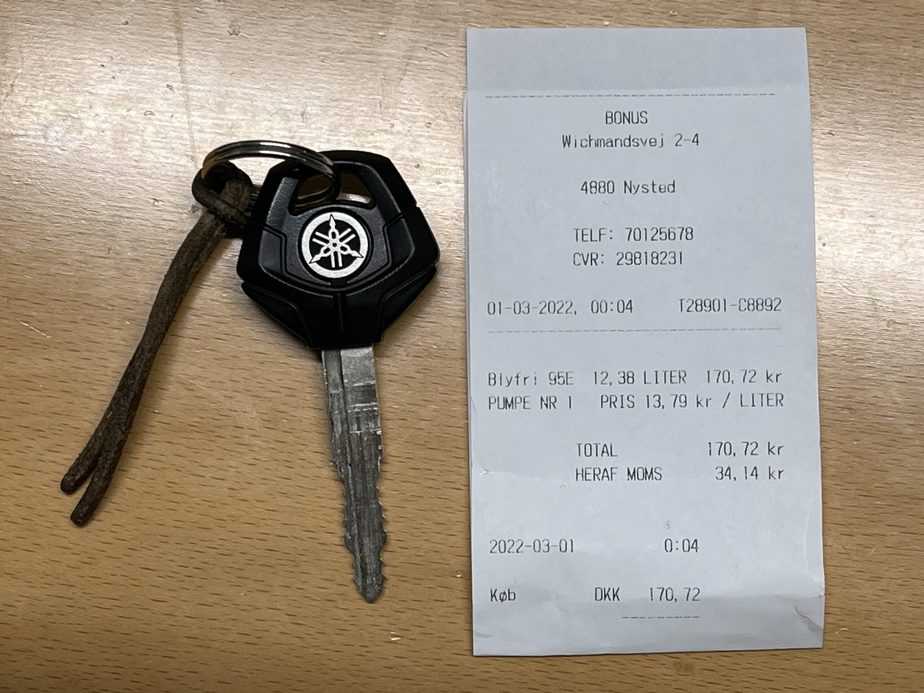 BONUS
Wichmandsvej 2-4
4880 Nysted
TELF: 70125678
CVR: 29818231
01-03-2022, 00:04 T28901-C8892
Blyfri 95E 12,38 LITER 170,72 kr
PUMPE NR 1 PRIS 13,79 kr / LITER
TOTAL 170,72 kr
HERAF MOMS 34,14 kr
2022-03-01 0:04
Køb DKK 170,72